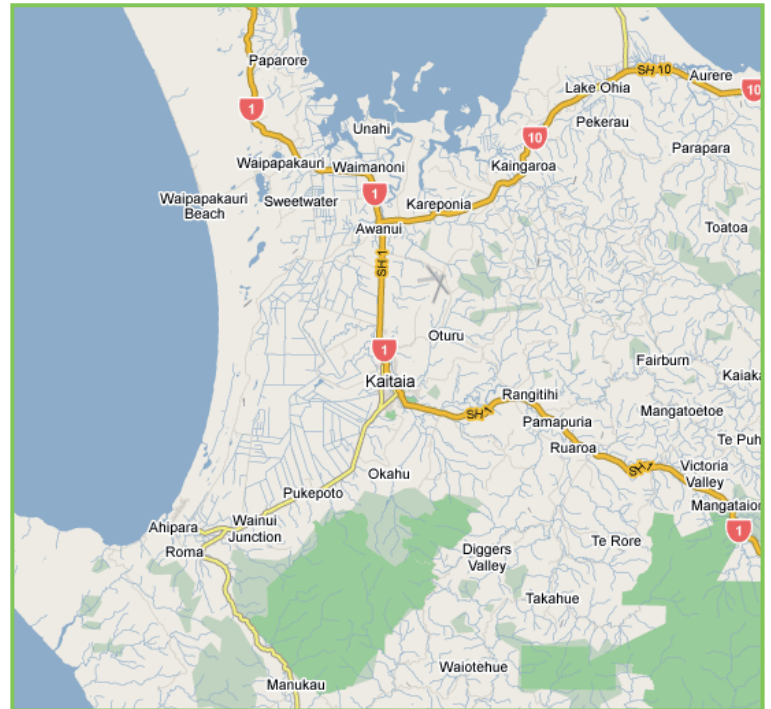 Paparore
SH 10
Aurere
10
Lake Ohia
1
Pekerau
Unahi
10
Parapara
Waipapakauri
Waimanoni
Kaingaroa
Waipapakauri
Beach
Sweetwater
1
Kareponia
Awanui
Toatoa
SH 1
Oturu
1
Fairburn
Kaitaia
Kaiaka
Rangitihi
SH 1
Mangatoetoe
Pamapuria
Te Puh
Ruaroa
SH 1
Victoria
Valley
Okahu
Pukepoto
Mangataior
Ahipara
Wainui
Junction
1
Roma
Te Rore
Diggers
Valley
Takahue
Waiotehue
Manukau